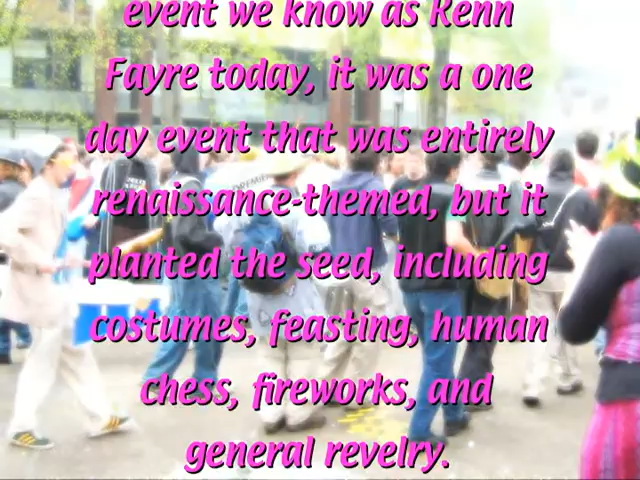 event we know as Renn
Fayre today, it was a one
day event that was entirely
renaissance-themed, but it
planted the seed, including
costumes, feasting, human
chess, fireworks, and
general revelry.